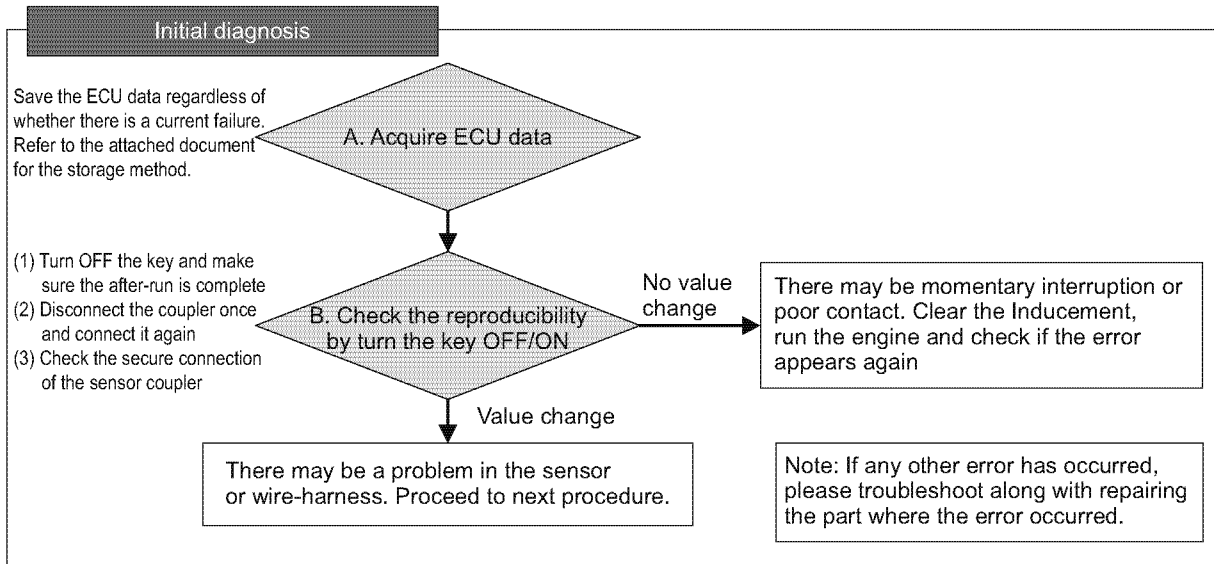 Initial diagnosis
Save the ECU data regardless of
whether there is a current failure.
Refer to the attached document
for the storage method.
A. Acquire ECU data
(1) Turn OFF the key and make
sure the after-run is complete
(2) Disconnect the coupler once
and connect it again
(3) Check the secure connection
of the sensor coupler
B. Check the reproducibility
by turn the key OFF/ON
No value
change
There may be momentary interruption or
poor contact. Clear the Inducement,
run the engine and check if the error
appears again
Value change
There may be a problem in the sensor
or wire-harness. Proceed to next procedure.
Note: If any other error has occurred,
please troubleshoot along with repairing
the part where the error occurred.